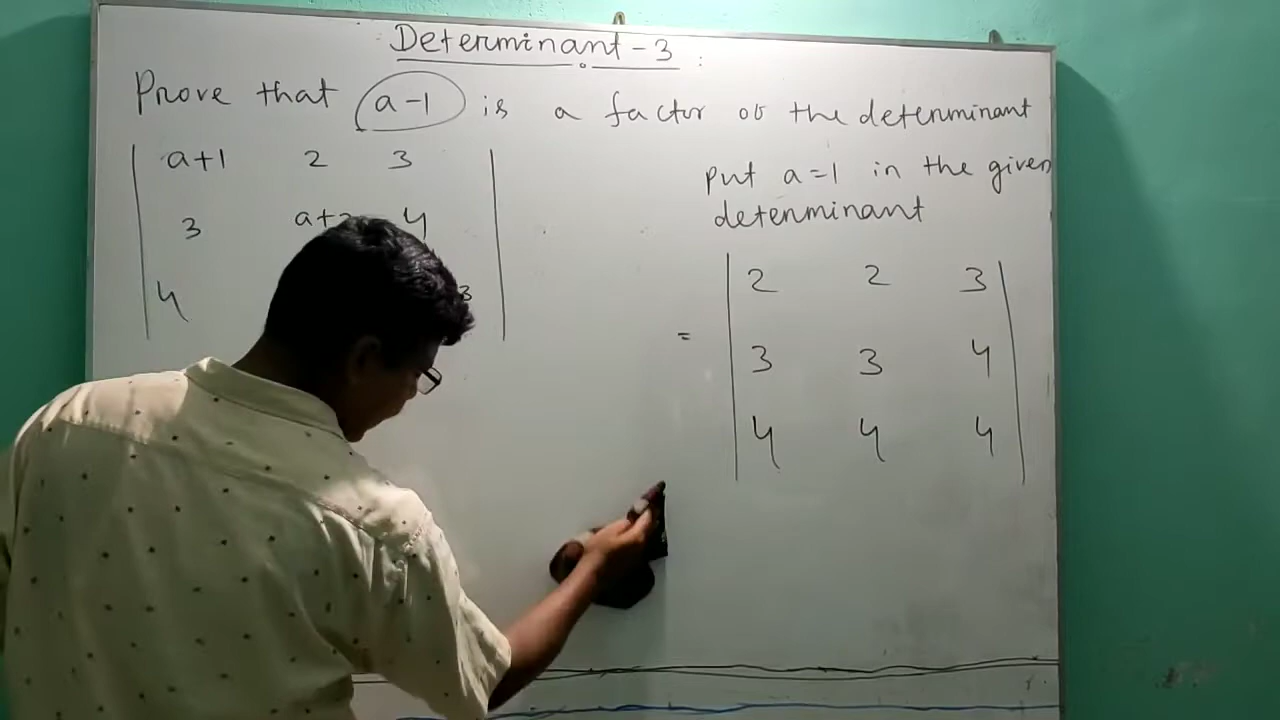 Determinant - 3
Prove that a-1 is a factor of the determinant
a+1 2 3
3 4
4 3
put a=1 in the given
determinant
2 2 3
= 3 3 4
4 4 4